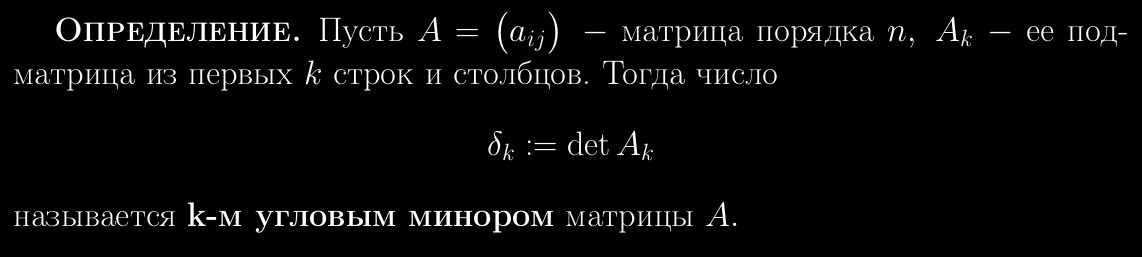 Определение. Пусть A = (a_{ij}) − матрица порядка n, A_k − ее под-
матрица из первых k строк и столбцов. Тогда число
δ_k := det A_k
называется k-м угловым минором матрицы A.